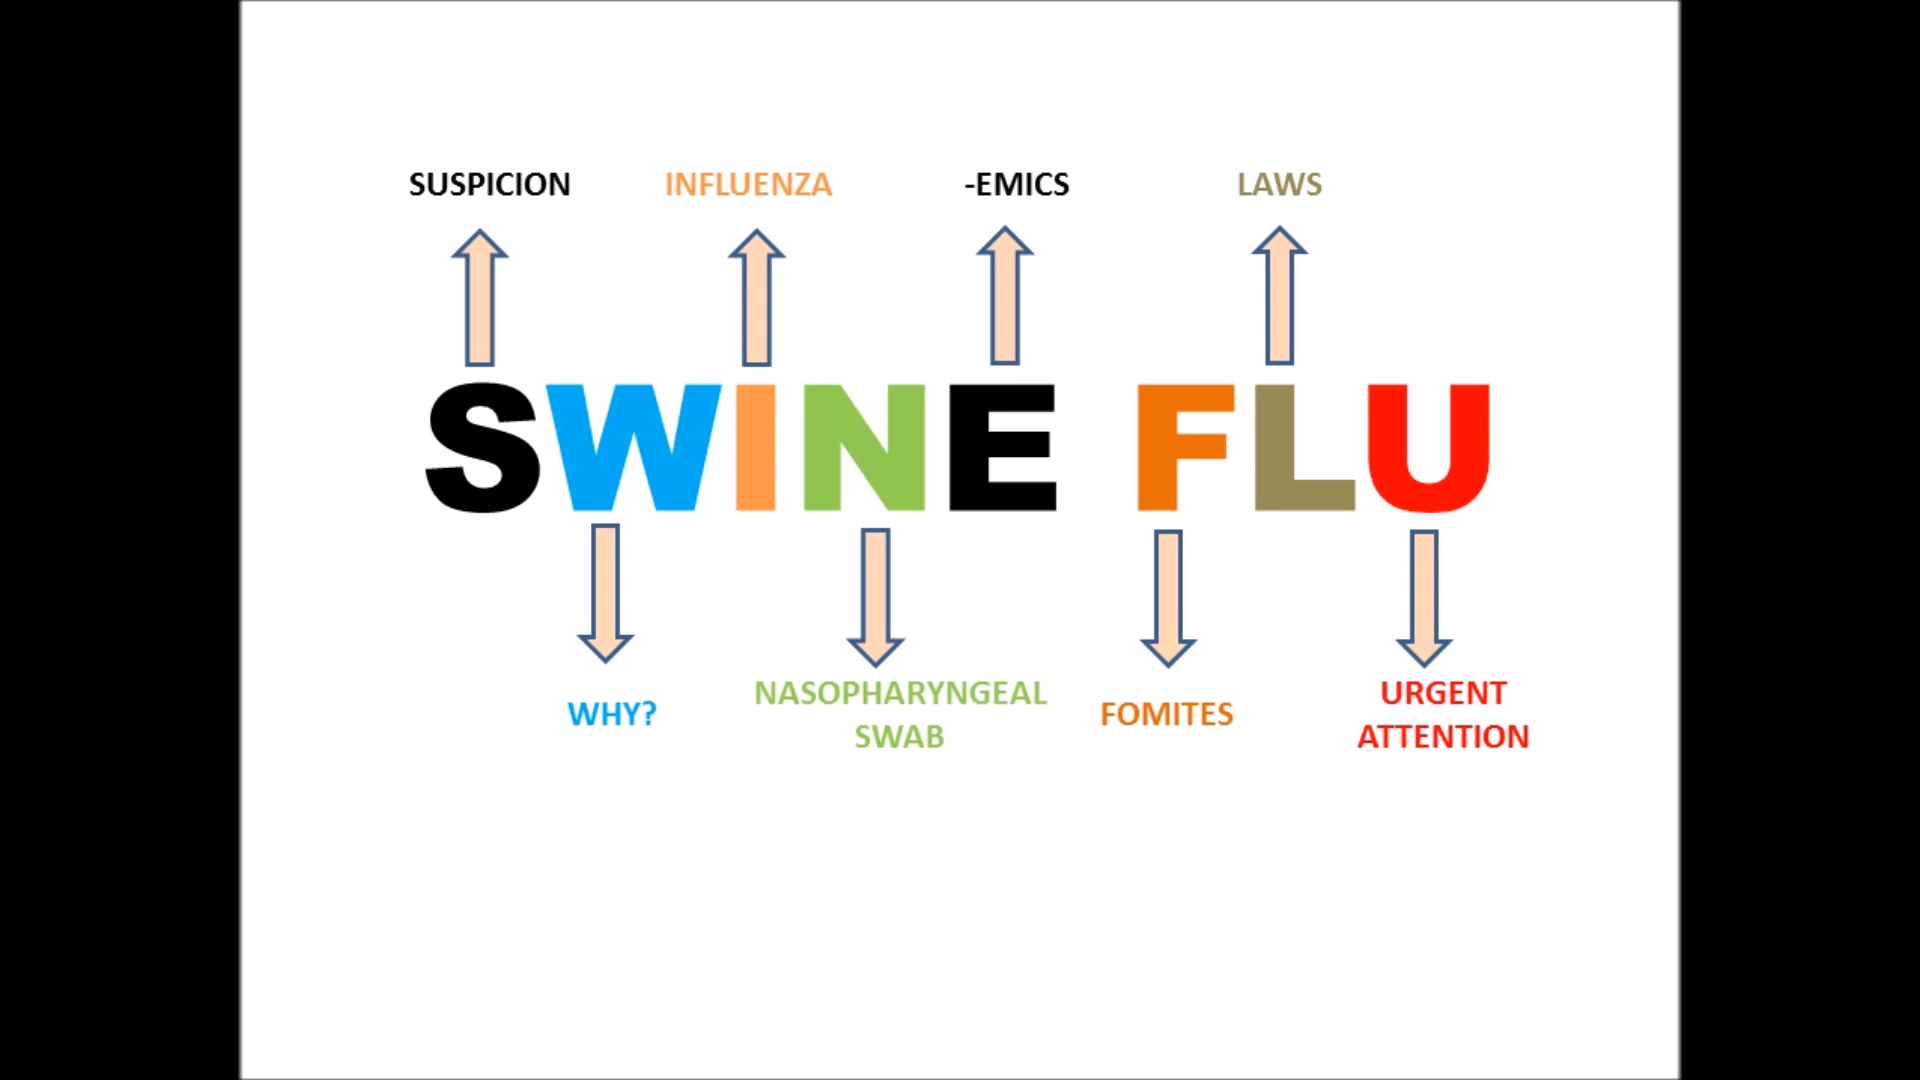 SUSPICION INFLUENZA -EMICS LAWS
SWINE FLU
WHY? NASOPHARYNGEAL SWAB FOMITES URGENT ATTENTION